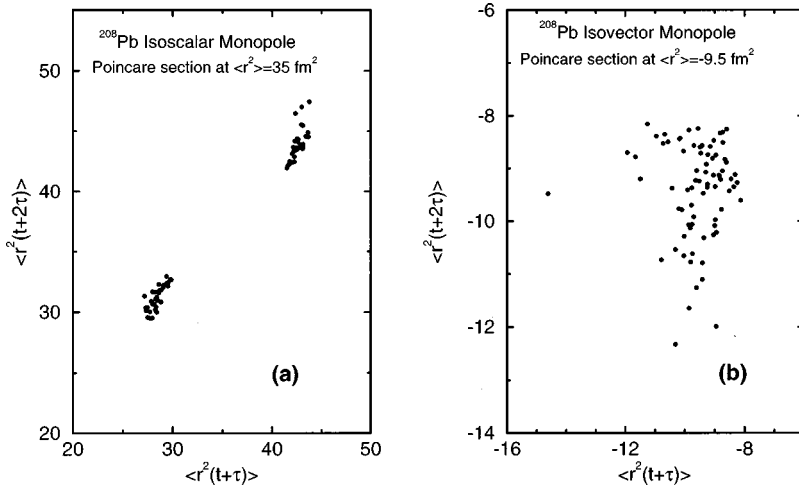 50
40
30
20
20
30
40
50
<r²(t+2τ)>
²⁰⁸Pb Isoscalar Monopole
Poincare section at <r²>=35 fm²
(a)
<r²(t+τ)>
-6
-8
-10
-12
-14
-16
-12
-8
<r²(t+2τ)>
²⁰⁸Pb Isovector Monopole
Poincare section at <r²>=-9.5 fm²
(b)
<r²(t+τ)>